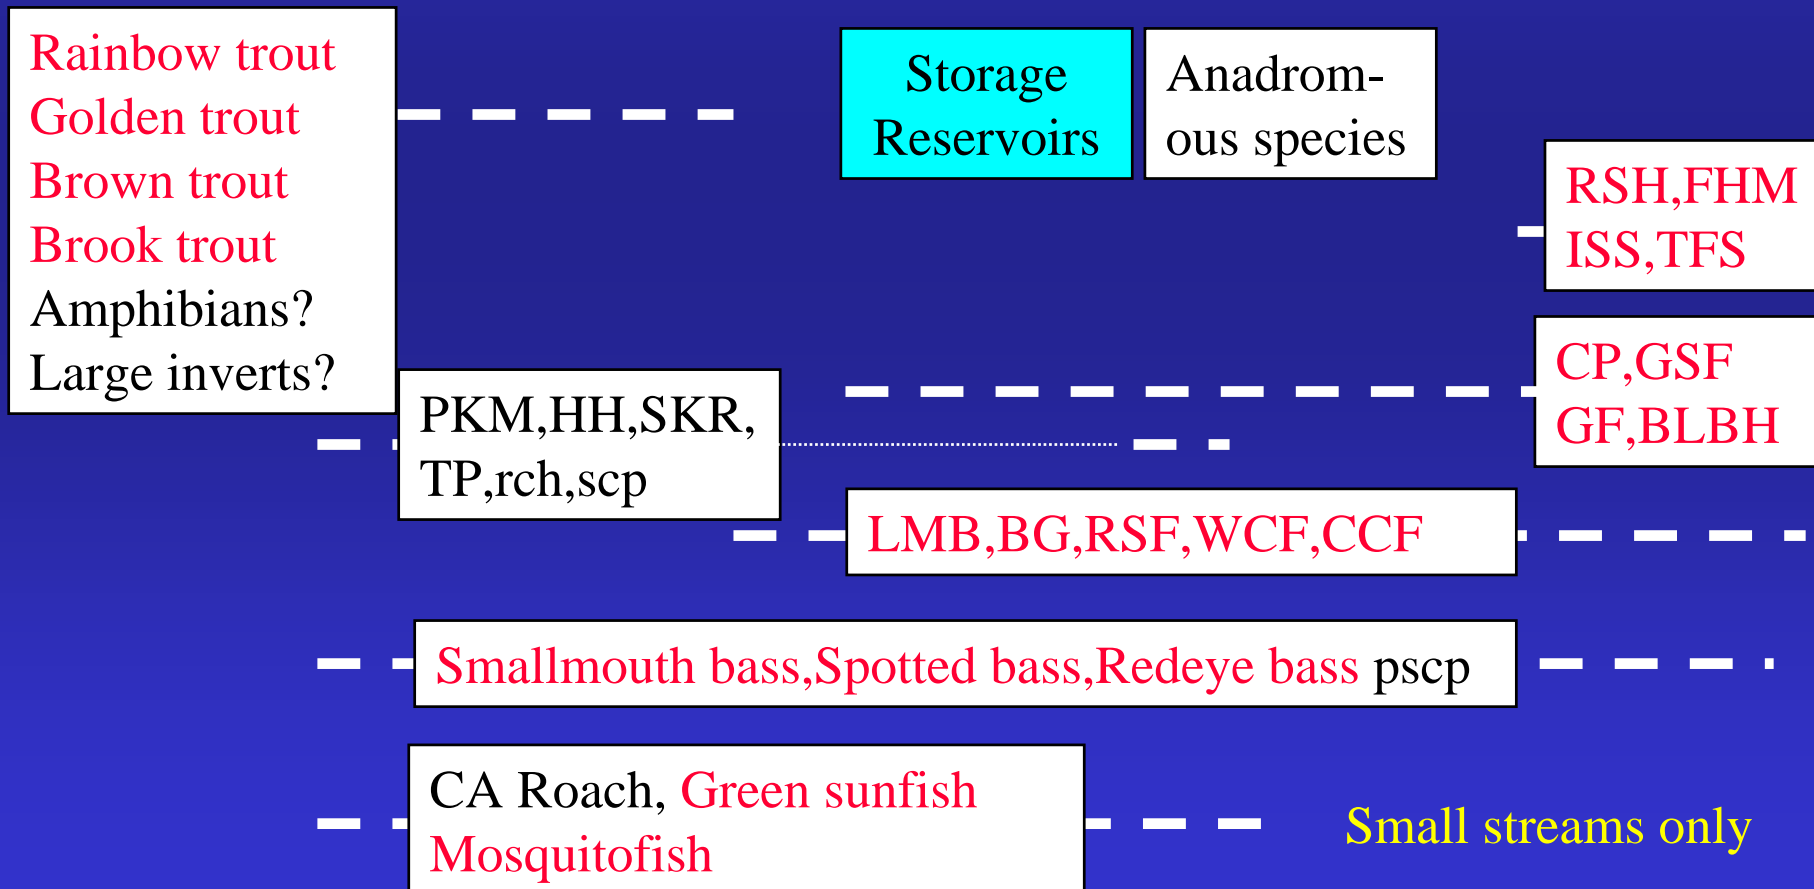 Rainbow trout
Golden trout
Brown trout
Brook trout
Amphibians?
Large inverts?
Storage
Reservoirs
Anadrom-
ous species
RSH,FHM
ISS,TFS
CP,GSF
GF,BLBH
PKM,HH,SKR,
TP,rch,scp
LMB,BG,RSF,WCF,CCF
Smallmouth bass,Spotted bass,Redeye bass pscp
CA Roach, Green sunfish
Mosquitofish
Small streams only